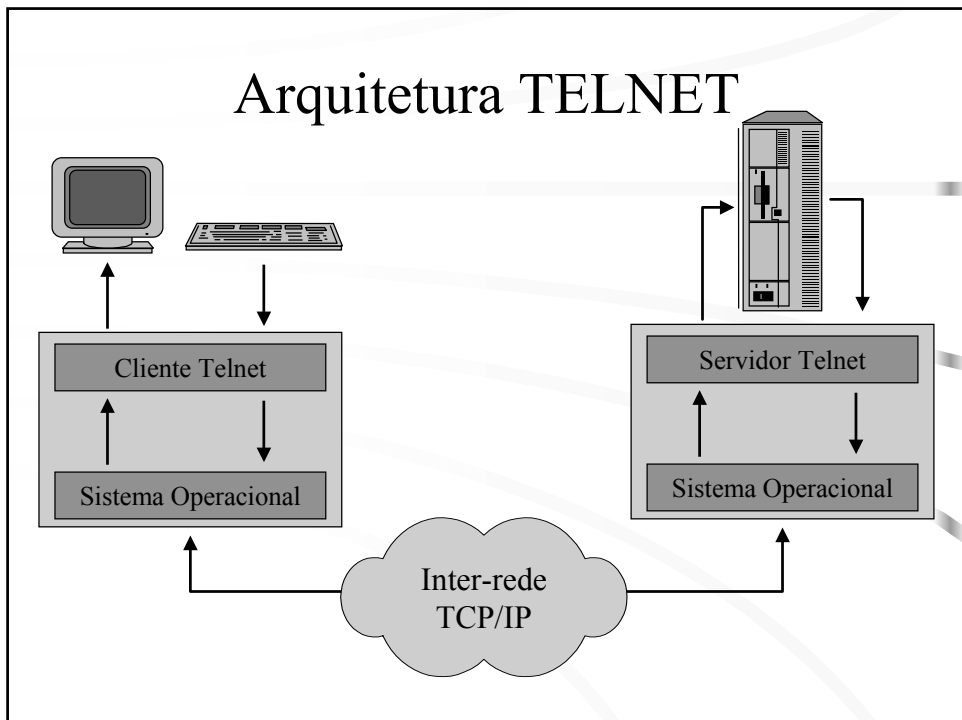 Arquitetura TELNET
Cliente Telnet
Servidor Telnet
Sistema Operacional
Sistema Operacional
Inter-rede
TCP/IP